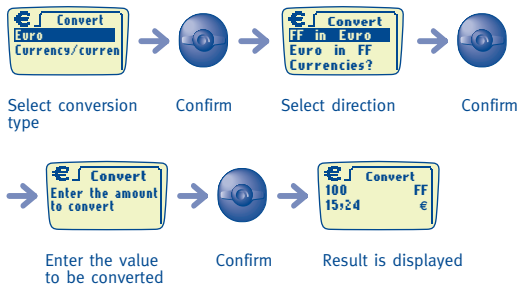 € Convert
Euro
Currency/curren
€ Convert
FF in Euro
Euro in FF
Currencies?
Select conversion
type
Confirm
Select direction
Confirm
€ Convert
Enter the amount
to convert
€ Convert
100 FF
15,24 €
Enter the value
to be converted
Confirm
Result is displayed